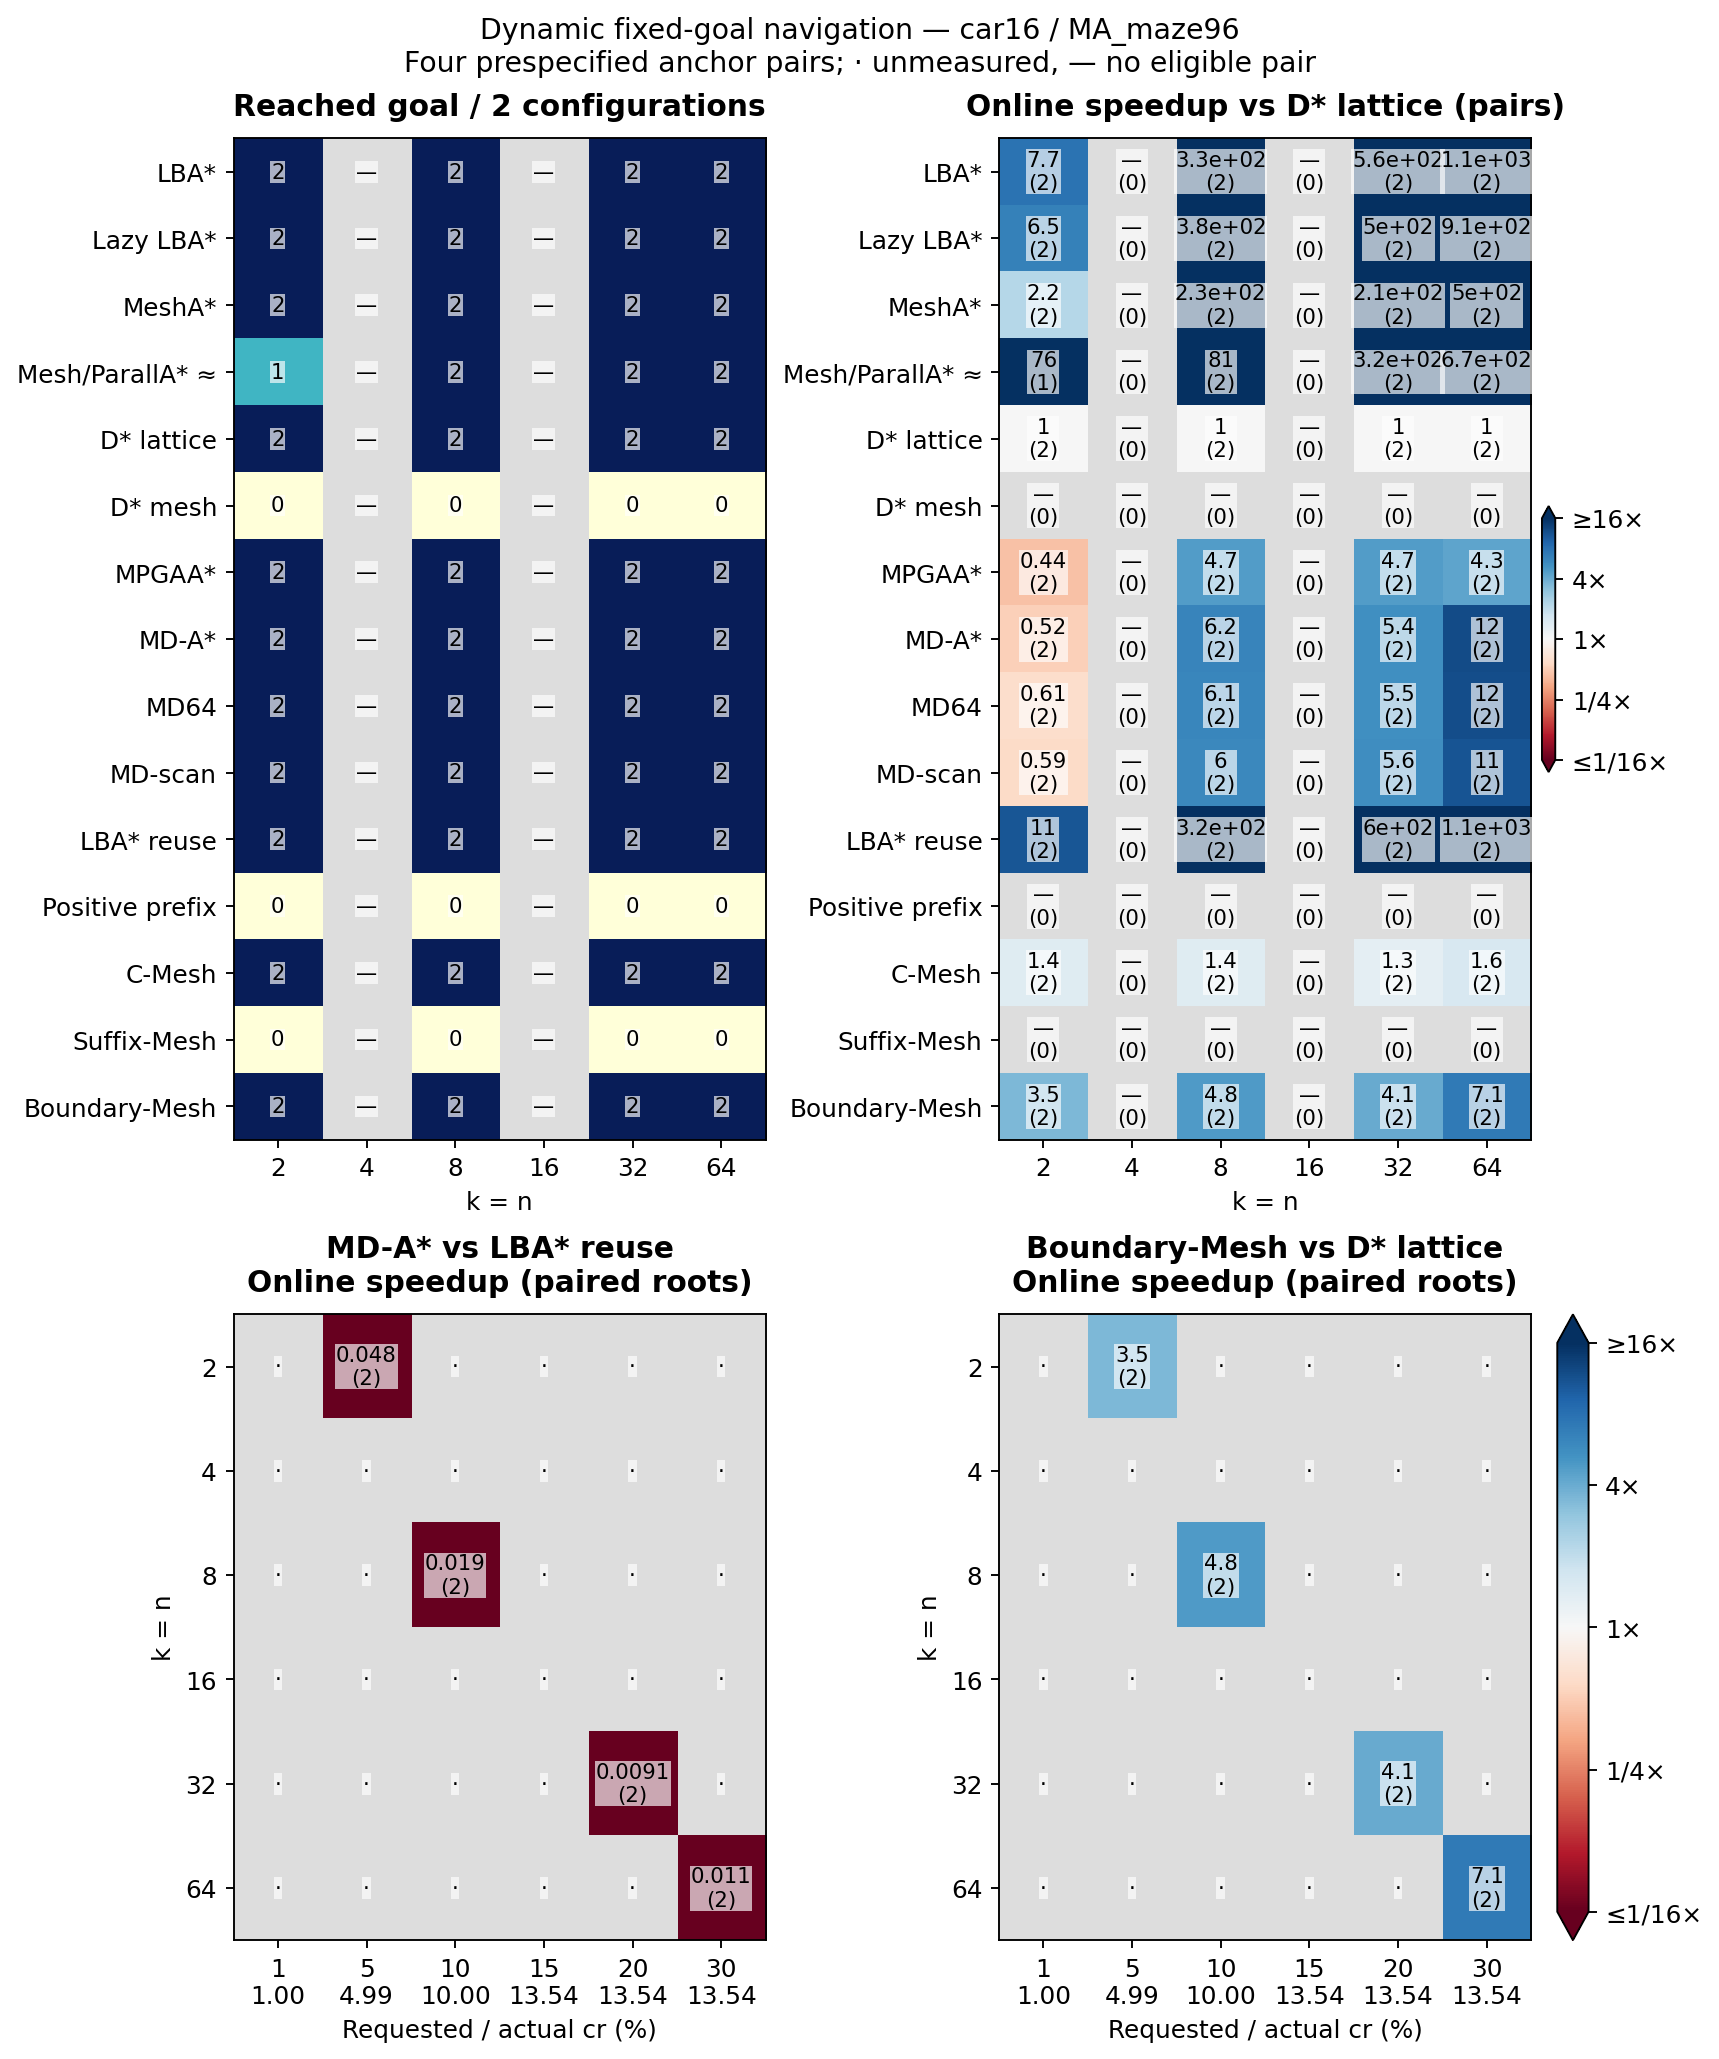 Dynamic fixed-goal navigation — car16 / MA_maze96
Four prespecified anchor pairs; · unmeasured, — no eligible pair
Reached goal / 2 configurations
LBA* 2 — 2 — 2 2
Lazy LBA* 2 — 2 — 2 2
MeshA* 2 — 2 — 2 2
Mesh/ParallA* ≈ 1 — 2 — 2 2
D* lattice 2 — 2 — 2 2
D* mesh 0 — 0 — 0 0
MPGAA* 2 — 2 — 2 2
MD-A* 2 — 2 — 2 2
MD64 2 — 2 — 2 2
MD-scan 2 — 2 — 2 2
LBA* reuse 2 — 2 — 2 2
Positive prefix 0 — 0 — 0 0
C-Mesh 2 — 2 — 2 2
Suffix-Mesh 0 — 0 — 0 0
Boundary-Mesh 2 — 2 — 2 2
2 4 8 16 32 64
k = n
Online speedup vs D* lattice (pairs)
LBA* 7.7 — 3.3e+02 — 5.6e+02 1.1e+03
(2) (0) (2) (0) (2) (2)
Lazy LBA* 6.5 — 3.8e+02 — 5e+02 9.1e+02
(2) (0) (2) (0) (2) (2)
MeshA* 2.2 — 2.3e+02 — 2.1e+02 5e+02
(2) (0) (2) (0) (2) (2)
Mesh/ParallA* ≈ 76 — 81 — 3.2e+02 6.7e+02
(1) (0) (2) (0) (2) (2)
D* lattice 1 — 1 — 1 1
(2) (0) (2) (0) (2) (2)
D* mesh — — — — — —
(0) (0) (0) (0) (0) (0)
MPGAA* 0.44 — 4.7 — 4.7 4.3
(2) (0) (2) (0) (2) (2)
MD-A* 0.52 — 6.2 — 5.4 12
(2) (0) (2) (0) (2) (2)
MD64 0.61 — 6.1 — 5.5 12
(2) (0) (2) (0) (2) (2)
MD-scan 0.59 — 6 — 5.6 11
(2) (0) (2) (0) (2) (2)
LBA* reuse 11 — 3.2e+02 — 6e+02 1.1e+03
(2) (0) (2) (0) (2) (2)
Positive prefix — — — — — —
(0) (0) (0) (0) (0) (0)
C-Mesh 1.4 — 1.4 — 1.3 1.6
(2) (0) (2) (0) (2) (2)
Suffix-Mesh — — — — — —
(0) (0) (0) (0) (0) (0)
Boundary-Mesh 3.5 — 4.8 — 4.1 7.1
(2) (0) (2) (0) (2) (2)
2 4 8 16 32 64
k = n
≥16×
4×
1×
1/4×
≤1/16×
MD-A* vs LBA* reuse
Online speedup (paired roots)
k = n
2 · 0.048 · · · ·
(2)
4 · · · · · ·
8 · · 0.019 · · ·
(2)
16 · · · · · ·
32 · · · · 0.0091 ·
(2)
64 · · · · · 0.011
(2)
1 5 10 15 20 30
1.00 4.99 10.00 13.54 13.54 13.54
Requested / actual cr (%)
Boundary-Mesh vs D* lattice
Online speedup (paired roots)
k = n
2 · 3.5 · · · ·
(2)
4 · · · · · ·
8 · · 4.8 · · ·
(2)
16 · · · · · ·
32 · · · · 4.1 ·
(2)
64 · · · · · 7.1
(2)
1 5 10 15 20 30
1.00 4.99 10.00 13.54 13.54 13.54
Requested / actual cr (%)
≥16×
4×
1×
1/4×
≤1/16×